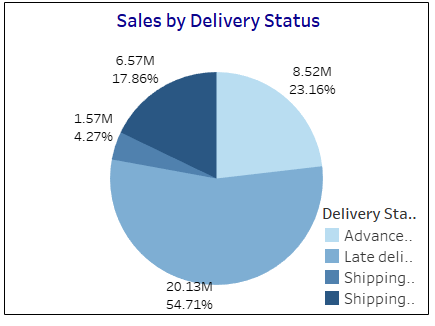 Sales by Delivery Status
6.57M
17.86%
8.52M
23.16%
1.57M
4.27%
20.13M
54.71%
Delivery Sta..
Advance..
Late deli..
Shipping..
Shipping..